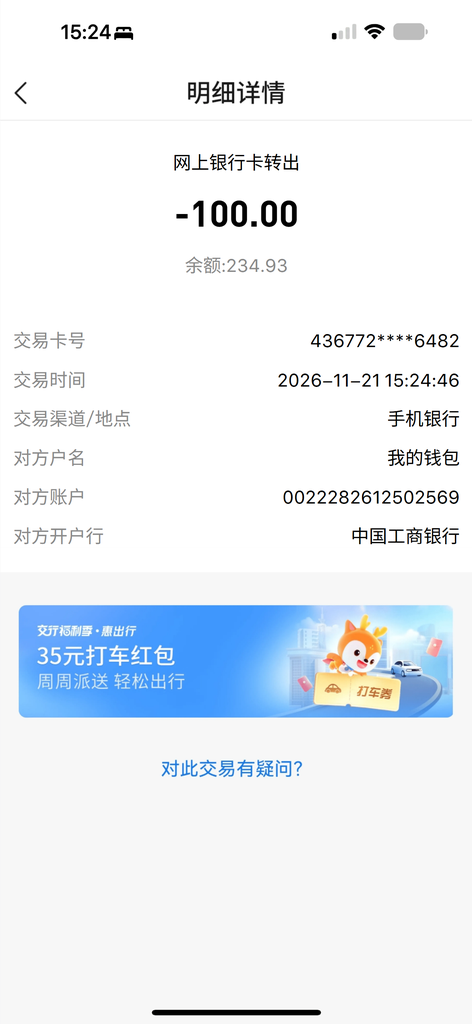 15:24
明细详情
网上银行卡转出
-100.00
余额:234.93
交易卡号 436772****6482
交易时间 2026-11-21 15:24:46
交易渠道/地点 手机银行
对方户名 我的钱包
对方账户 0022282612502569
对方开户行 中国工商银行
交行福利季·惠出行
35元打车红包
周周派送 轻松出行
打车券
对此交易有疑问?